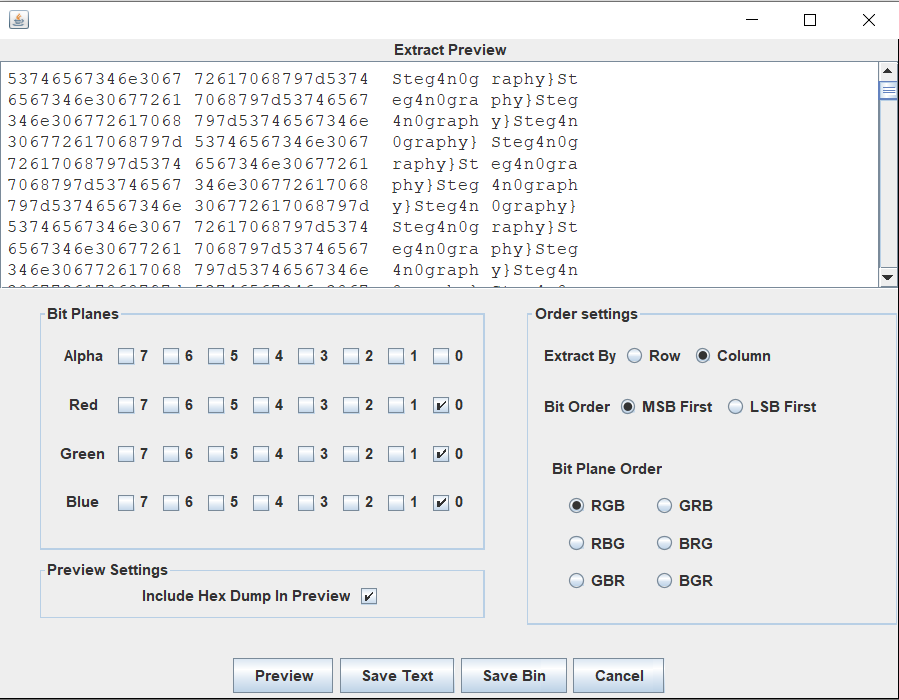 Extract Preview
53746567346e3067 72617068797d5374 Steg4n0g raphy}St
6567346e30677261 7068797d53746567 eg4n0gra phy}Steg
346e306772617068 797d53746567346e 4n0graph y}Steg4n
306772617068797d 53746567346e3067 0graphy} Steg4n0g
72617068797d5374 6567346e30677261 raphy}St eg4n0gra
7068797d53746567 346e306772617068 phy}Steg 4n0graph
797d53746567346e 306772617068797d y}Steg4n 0graphy}
53746567346e3067 72617068797d5374 Steg4n0g raphy}St
6567346e30677261 7068797d53746567 eg4n0gra phy}Steg
346e306772617068 797d53746567346e 4n0graph y}Steg4n
Bit Planes
Alpha 7 6 5 4 3 2 1 0
Red 7 6 5 4 3 2 1 0
Green 7 6 5 4 3 2 1 0
Blue 7 6 5 4 3 2 1 0
Preview Settings
Include Hex Dump In Preview
Order settings
Extract By Row Column
Bit Order MSB First LSB First
Bit Plane Order
RGB GRB
RBG BRG
GBR BGR
Preview Save Text Save Bin Cancel